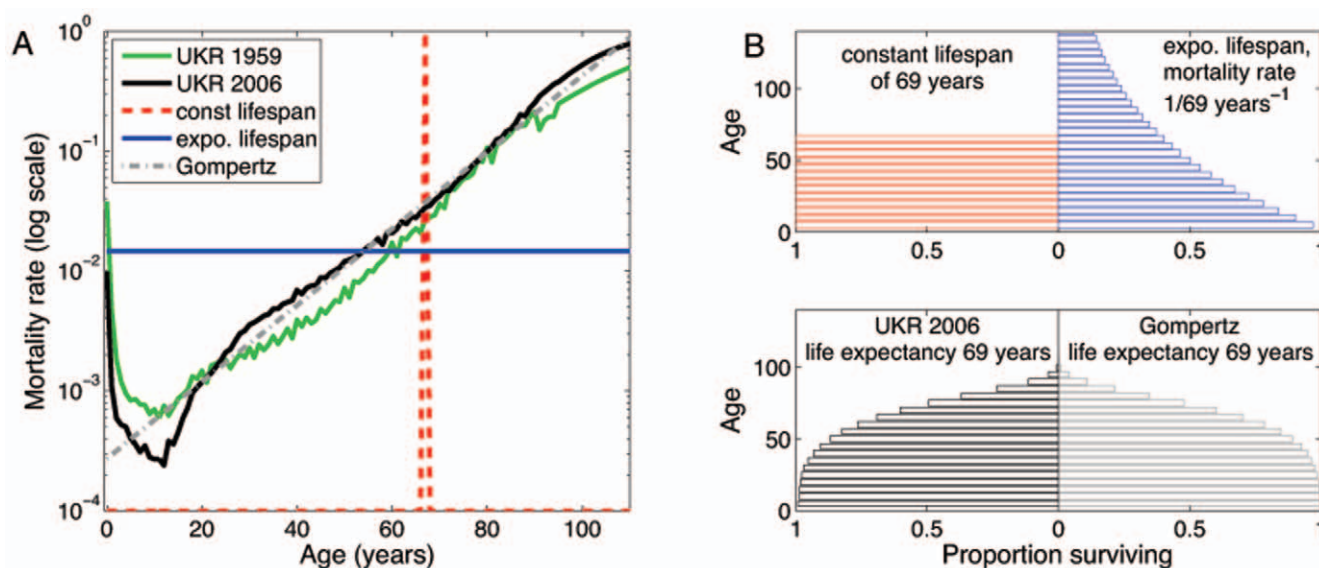 A
Mortality rate (log scale)
10⁰
10⁻¹
10⁻²
10⁻³
10⁻⁴
UKR 1959
UKR 2006
const lifespan
expo. lifespan
Gompertz
0
20
40
60
80
100
Age (years)
B
Age
100
50
0
constant lifespan
of 69 years
expo. lifespan,
mortality rate
1/69 years⁻¹
1
0.5
0
0.5
1
Age
100
50
0
UKR 2006
life expectancy 69 years
Gompertz
life expectancy 69 years
1
0.5
0
0.5
1
Proportion surviving